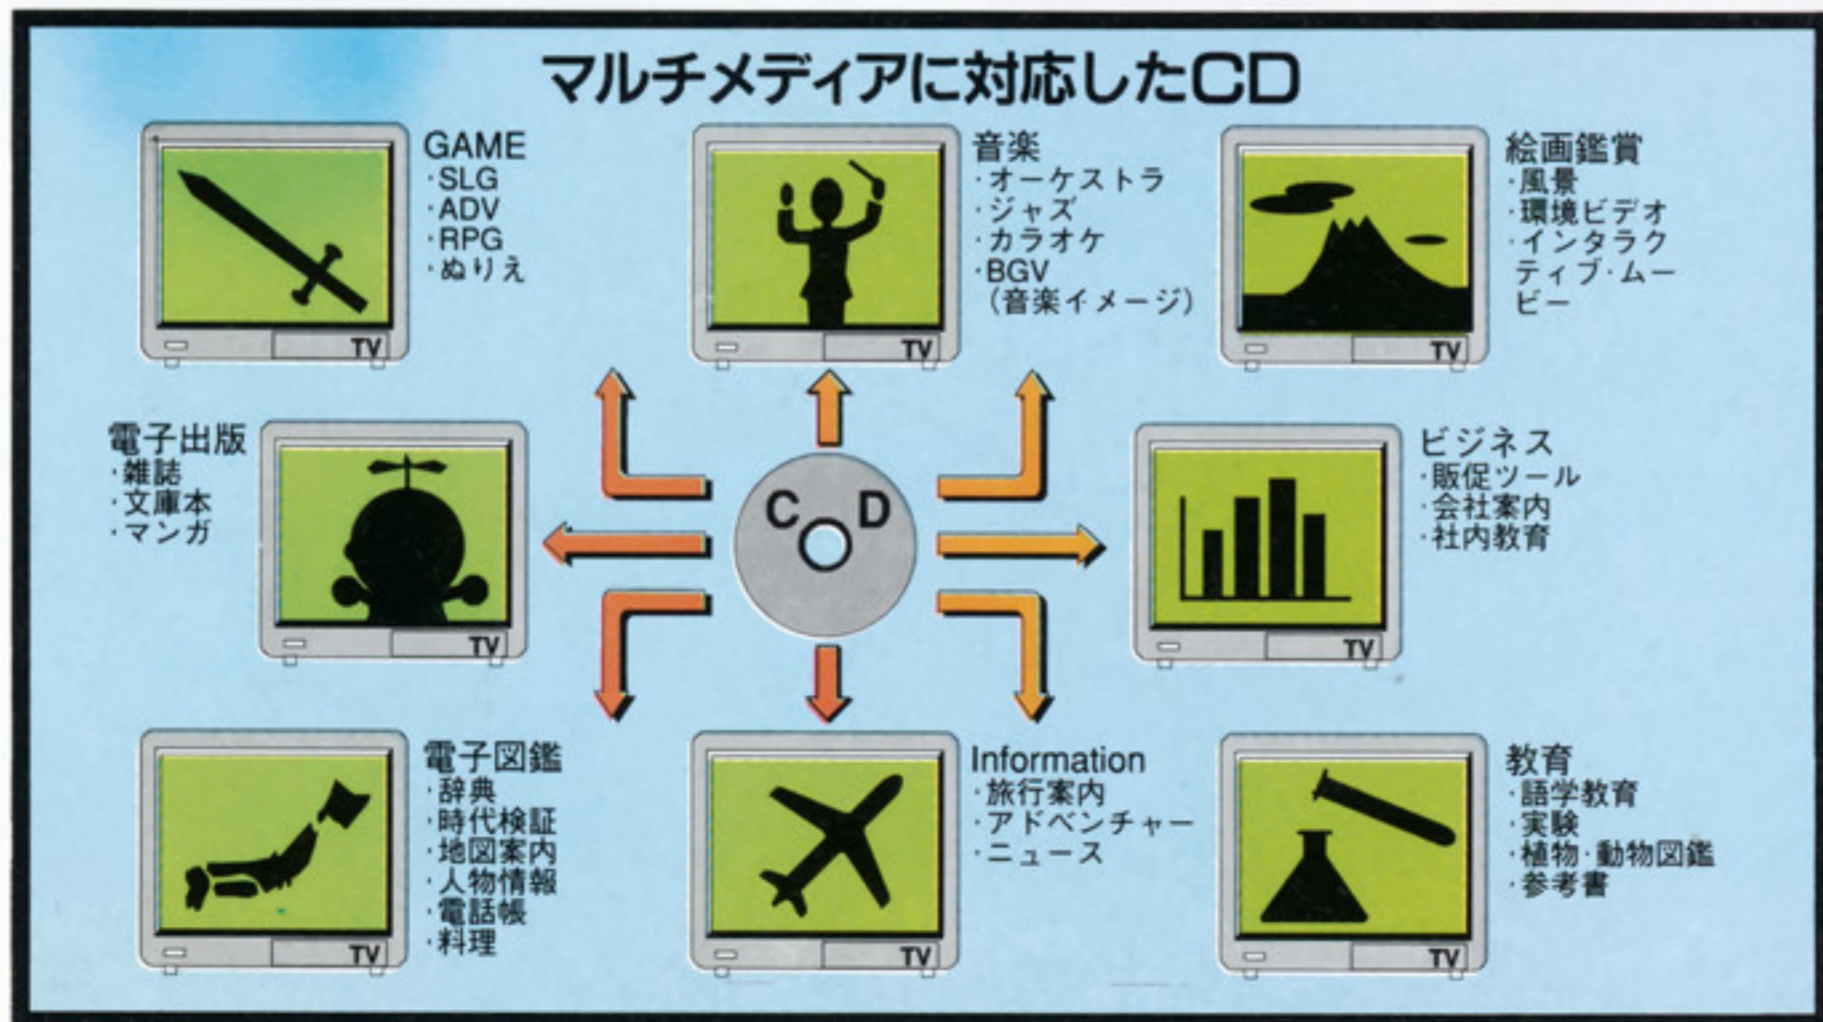 マルチメディアに対応したCD
GAME
・SLG
・ADV
・RPG
・ぬりえ
TV
音楽
・オーケストラ
・ジャズ
・カラオケ
・BGV
(音楽イメージ)
TV
絵画鑑賞
・風景
・環境ビデオ
・インタラク
ティブ・ムー
ビー
TV
電子出版
・雑誌
・文庫本
・マンガ
TV
C D
ビジネス
・販促ツール
・会社案内
・社内教育
TV
電子図鑑
・辞典
・時代検証
・地図案内
・人物情報
・電話帳
・料理
TV
Information
・旅行案内
・アドベンチャー
・ニュース
TV
教育
・語学教育
・実験
・植物・動物図鑑
・参考書
TV